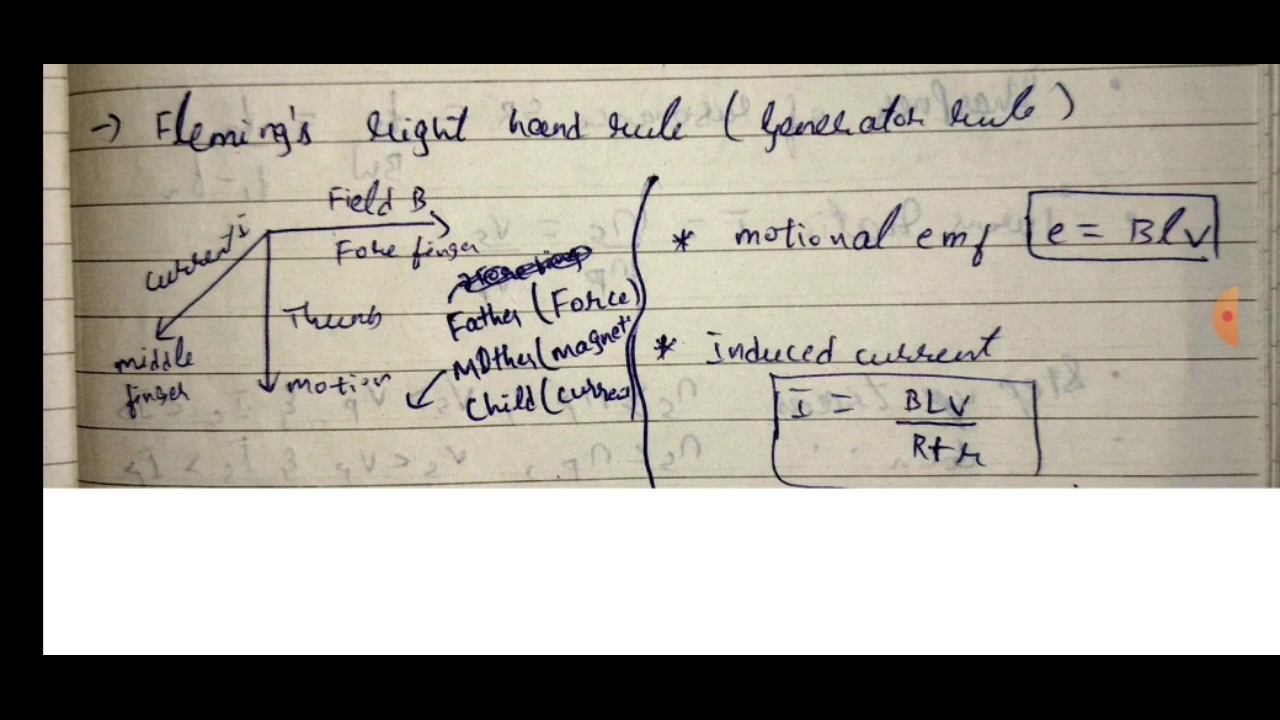 → Fleming's right hand rule (Generator rule)
Field B
Fore finger
current i
middle
finger
Thumb
motion
Father (Force)
Mother (magnet
Child (current
* motional emf e = Blv
* Induced current
I = BLV
R+r